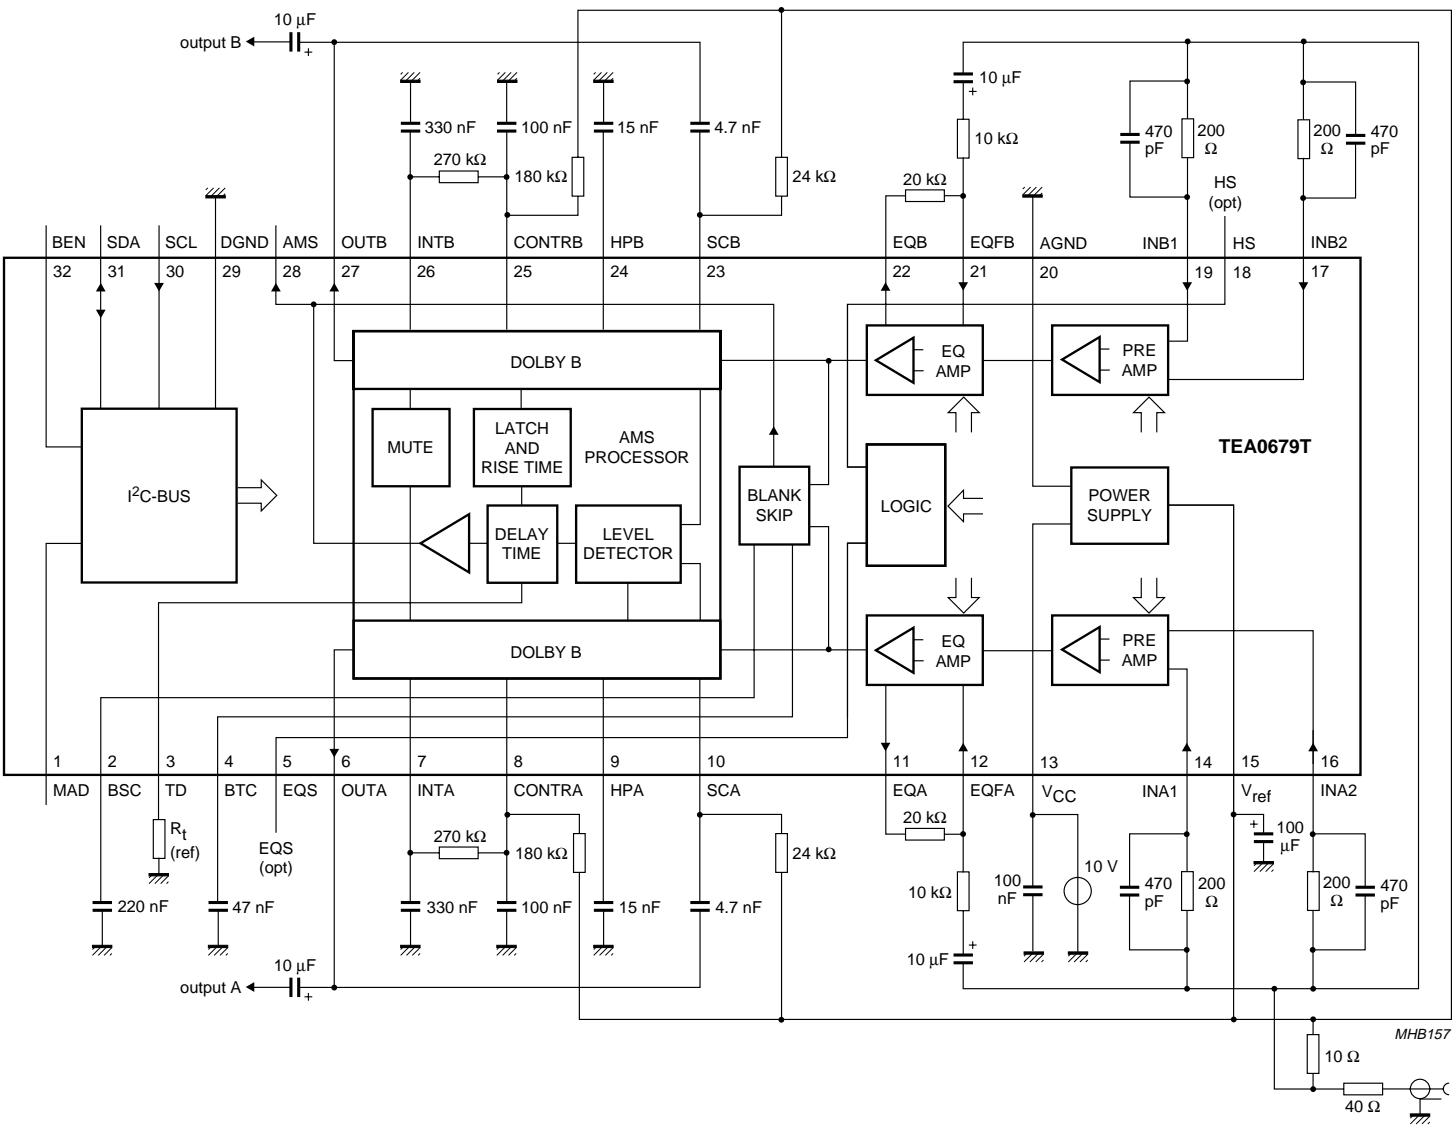 10 µF
output B
+
10 µF
+
330 nF
100 nF
15 nF
4.7 nF
270 kΩ
180 kΩ
24 kΩ
10 kΩ
20 kΩ
470 pF
200 Ω
200 Ω
470 pF
HS (opt)
BEN SDA SCL DGND AMS OUTB INTB CONTRB HPB SCB EQB EQFB AGND INB1 HS INB2
32 31 30 29 28 27 26 25 24 23 22 21 20 19 18 17
DOLBY B
EQ AMP
PRE AMP
MUTE
LATCH AND RISE TIME
AMS PROCESSOR
TEA0679T
I²C-BUS
BLANK SKIP
LOGIC
POWER SUPPLY
DELAY TIME
LEVEL DETECTOR
DOLBY B
EQ AMP
PRE AMP
1 2 3 4 5 6 7 8 9 10 11 12 13 14 15 16
MAD BSC TD BTC EQS OUTA INTA CONTRA HPA SCA EQA EQFA VCC INA1 Vref INA2
Rt (ref)
EQS (opt)
270 kΩ
180 kΩ
24 kΩ
20 kΩ
10 kΩ
100 nF
10 V
470 pF
200 Ω
+
100 µF
200 Ω
470 pF
220 nF
47 nF
330 nF
100 nF
15 nF
4.7 nF
10 µF
+
10 µF
output A
+
MHB157
10 Ω
40 Ω